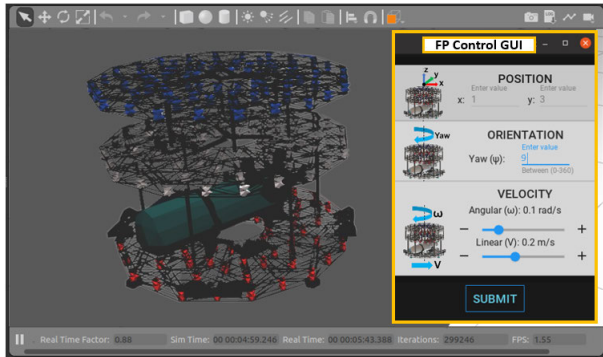 FP Control GUI
z
y
x
POSITION
Enter value Enter value
x: 1 y: 3
Yaw
ORIENTATION
Enter value
Yaw (ψ): 9
Between (0-360)
VELOCITY
ω
Angular (ω): 0.1 rad/s
− +
Linear (V): 0.2 m/s
− +
V
SUBMIT
Real Time Factor: 0.88 Sim Time: 00 00:04:59.246 Real Time: 00 00:05:43.388 Iterations: 299246 FPS: 1.55